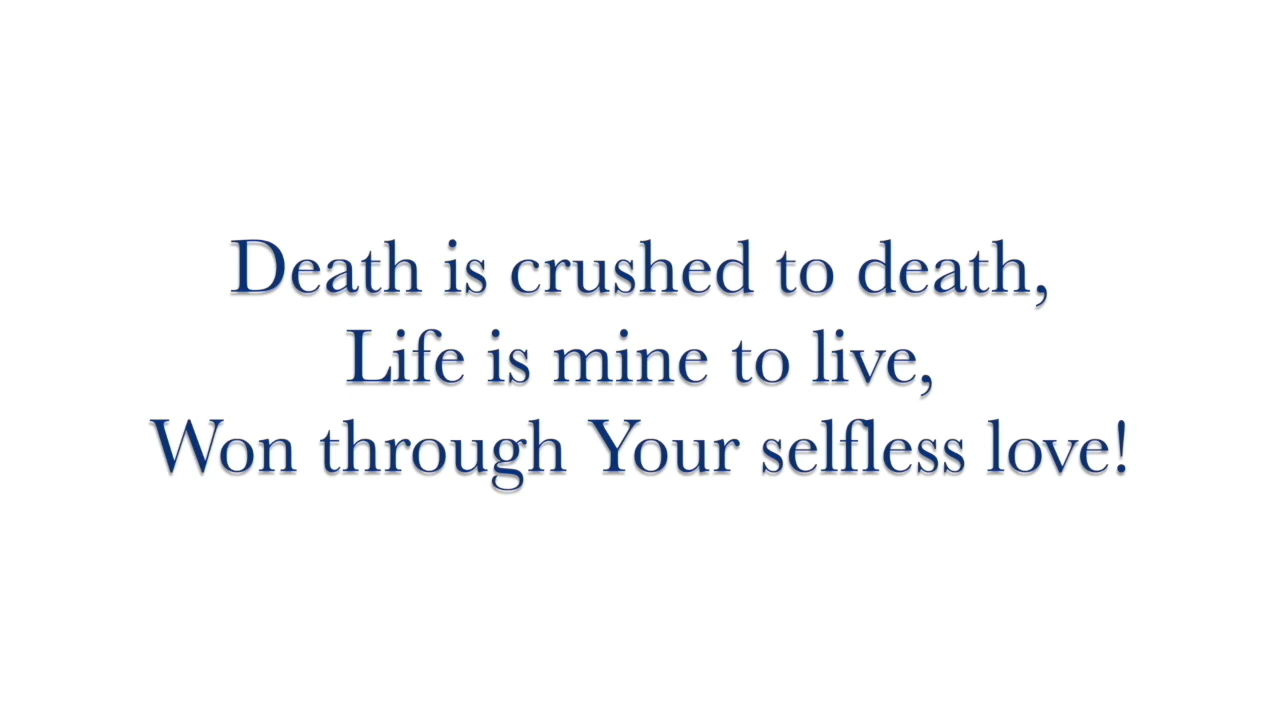 Death is crushed to death,
Life is mine to live,
Won through Your selfless love!